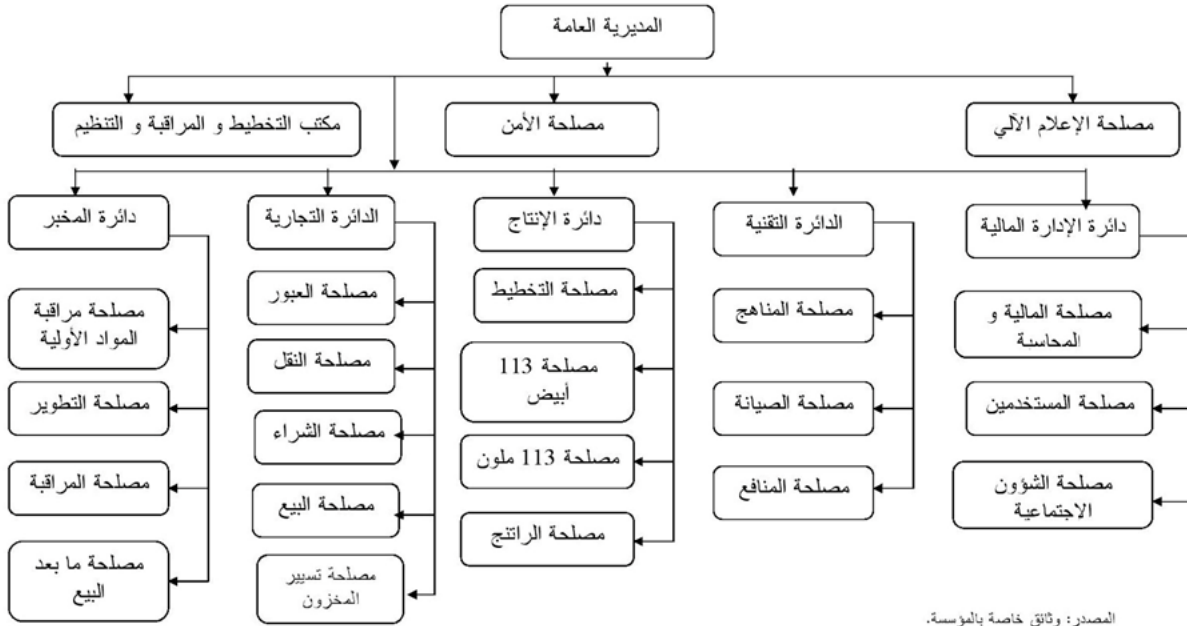 المديرية العامة
مصلحة الإعلام الآلي
مصلحة الأمن
مكتب التخطيط و المراقبة و التنظيم
دائرة الإدارة المالية
مصلحة المالية و
المحاسبة
مصلحة المستخدمين
مصلحة الشؤون
الاجتماعية
الدائرة التقنية
مصلحة المناهج
مصلحة الصيانة
مصلحة المنافع
دائرة الإنتاج
مصلحة التخطيط
مصلحة 113
أبيض
مصلحة 113 ملون
مصلحة الراتنج
الدائرة التجارية
مصلحة العبور
مصلحة النقل
مصلحة الشراء
مصلحة البيع
مصلحة تسيير
المخزون
دائرة المخبر
مصلحة مراقبة
المواد الأولية
مصلحة التطوير
مصلحة المراقبة
مصلحة ما بعد
البيع
المصدر: وثائق خاصة بالمؤسسة.